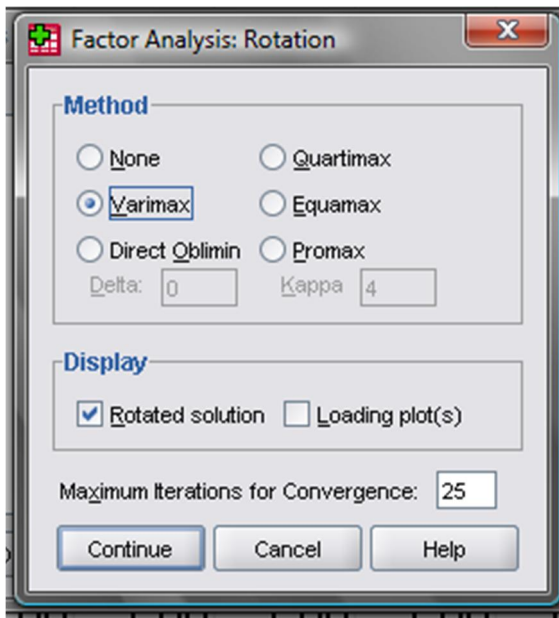 Factor Analysis: Rotation
Method
None Quartimax
Varimax Equamax
Direct Oblimin Promax
Delta: 0 Kappa 4
Display
Rotated solution Loading plot(s)
Maximum Iterations for Convergence: 25
Continue Cancel Help